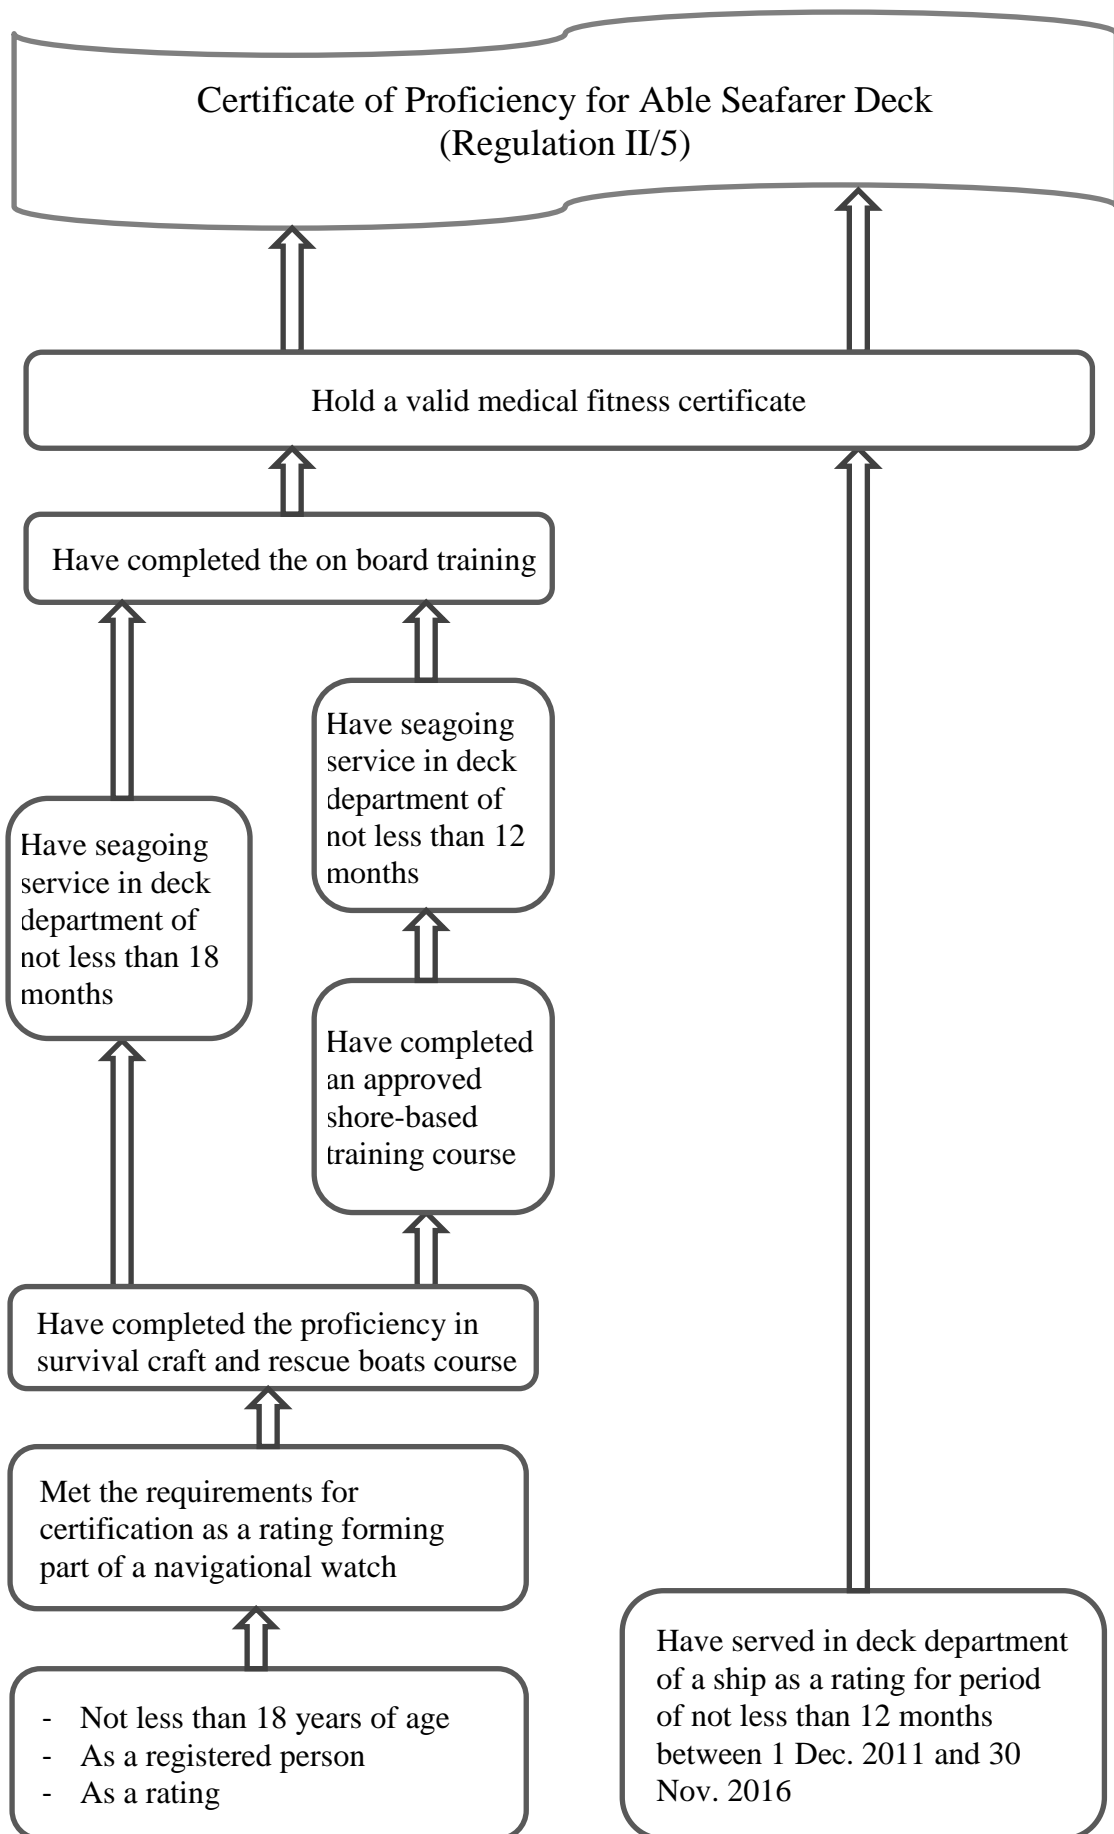 Certificate of Proficiency for Able Seafarer Deck
(Regulation II/5)
Hold a valid medical fitness certificate
Have completed the on board training
Have seagoing
service in deck
department of
not less than 12
months
Have seagoing
service in deck
department of
not less than 18
months
Have completed
an approved
shore-based
training course
Have completed the proficiency in
survival craft and rescue boats course
Met the requirements for
certification as a rating forming
part of a navigational watch
- Not less than 18 years of age
- As a registered person
- As a rating
Have served in deck department
of a ship as a rating for period
of not less than 12 months
between 1 Dec. 2011 and 30
Nov. 2016